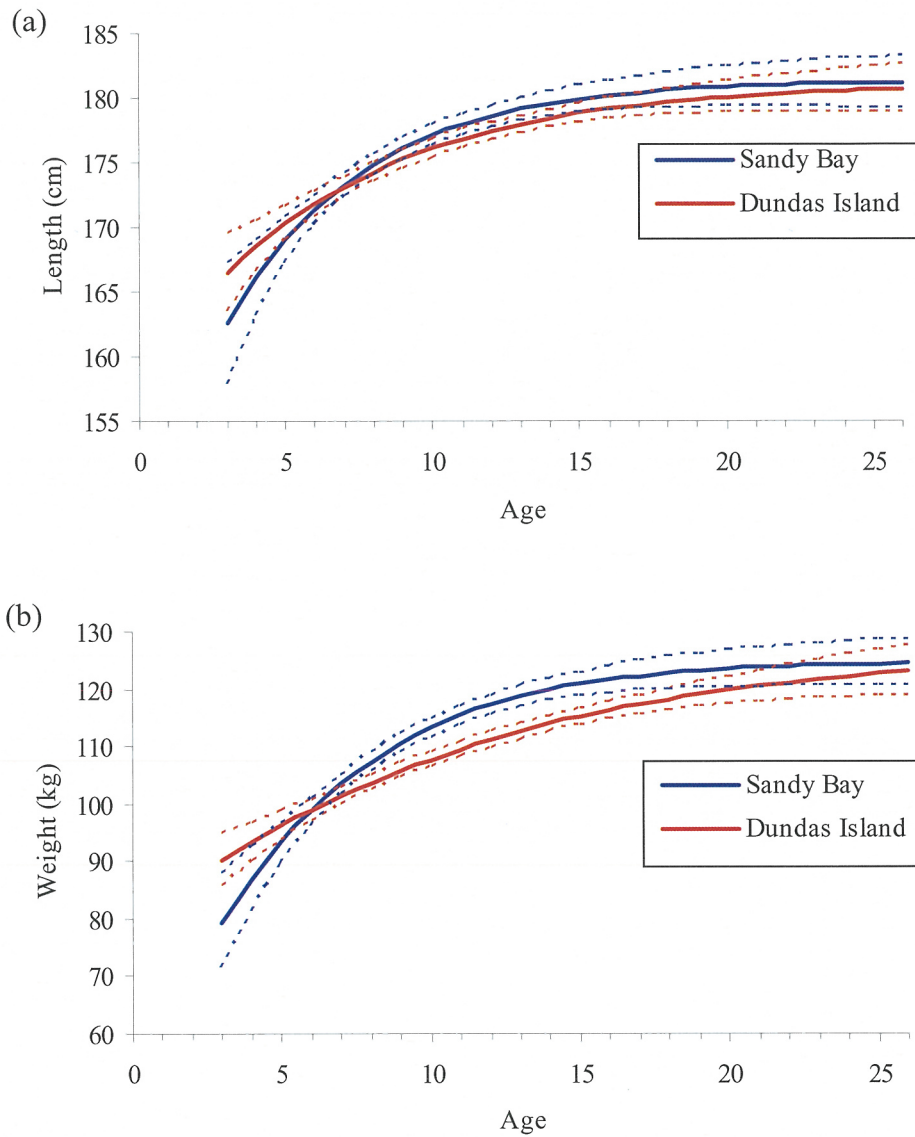 (a)
185
180
175
170
165
160
155
Length (cm)
Sandy Bay
Dundas Island
0 5 10 15 20 25
Age
(b)
130
120
110
100
90
80
70
60
Weight (kg)
Sandy Bay
Dundas Island
0 5 10 15 20 25
Age